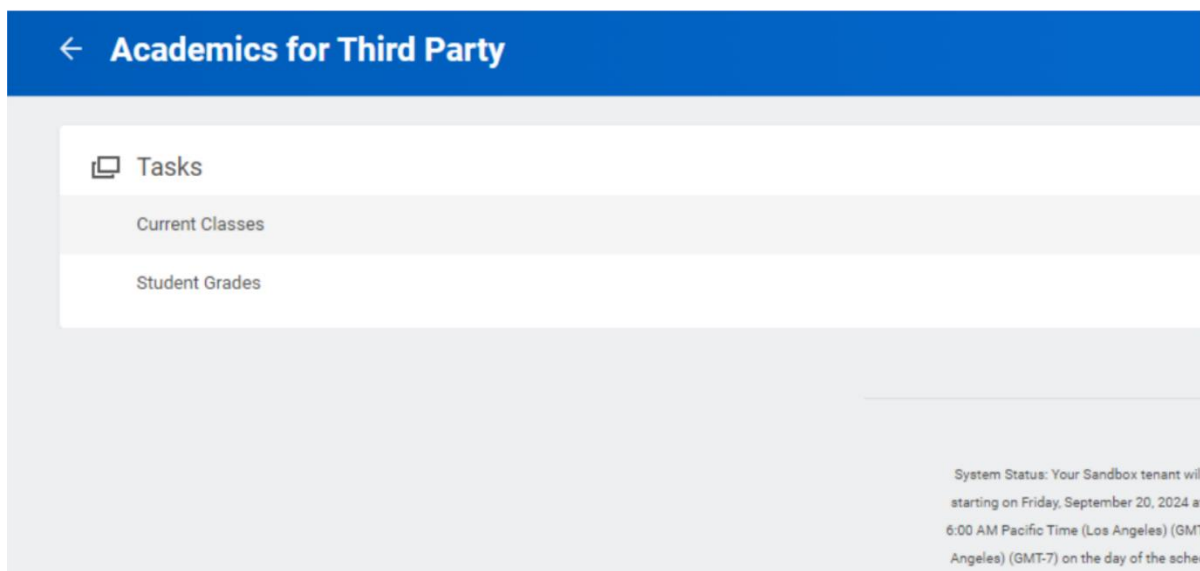 Academics for Third Party
Tasks
Current Classes
Student Grades
System Status: Your Sandbox tenant
starting on Friday, September 20, 2024
6:00 AM Pacific Time (Los Angeles)
Angeles) (GMT-7) on the day of the